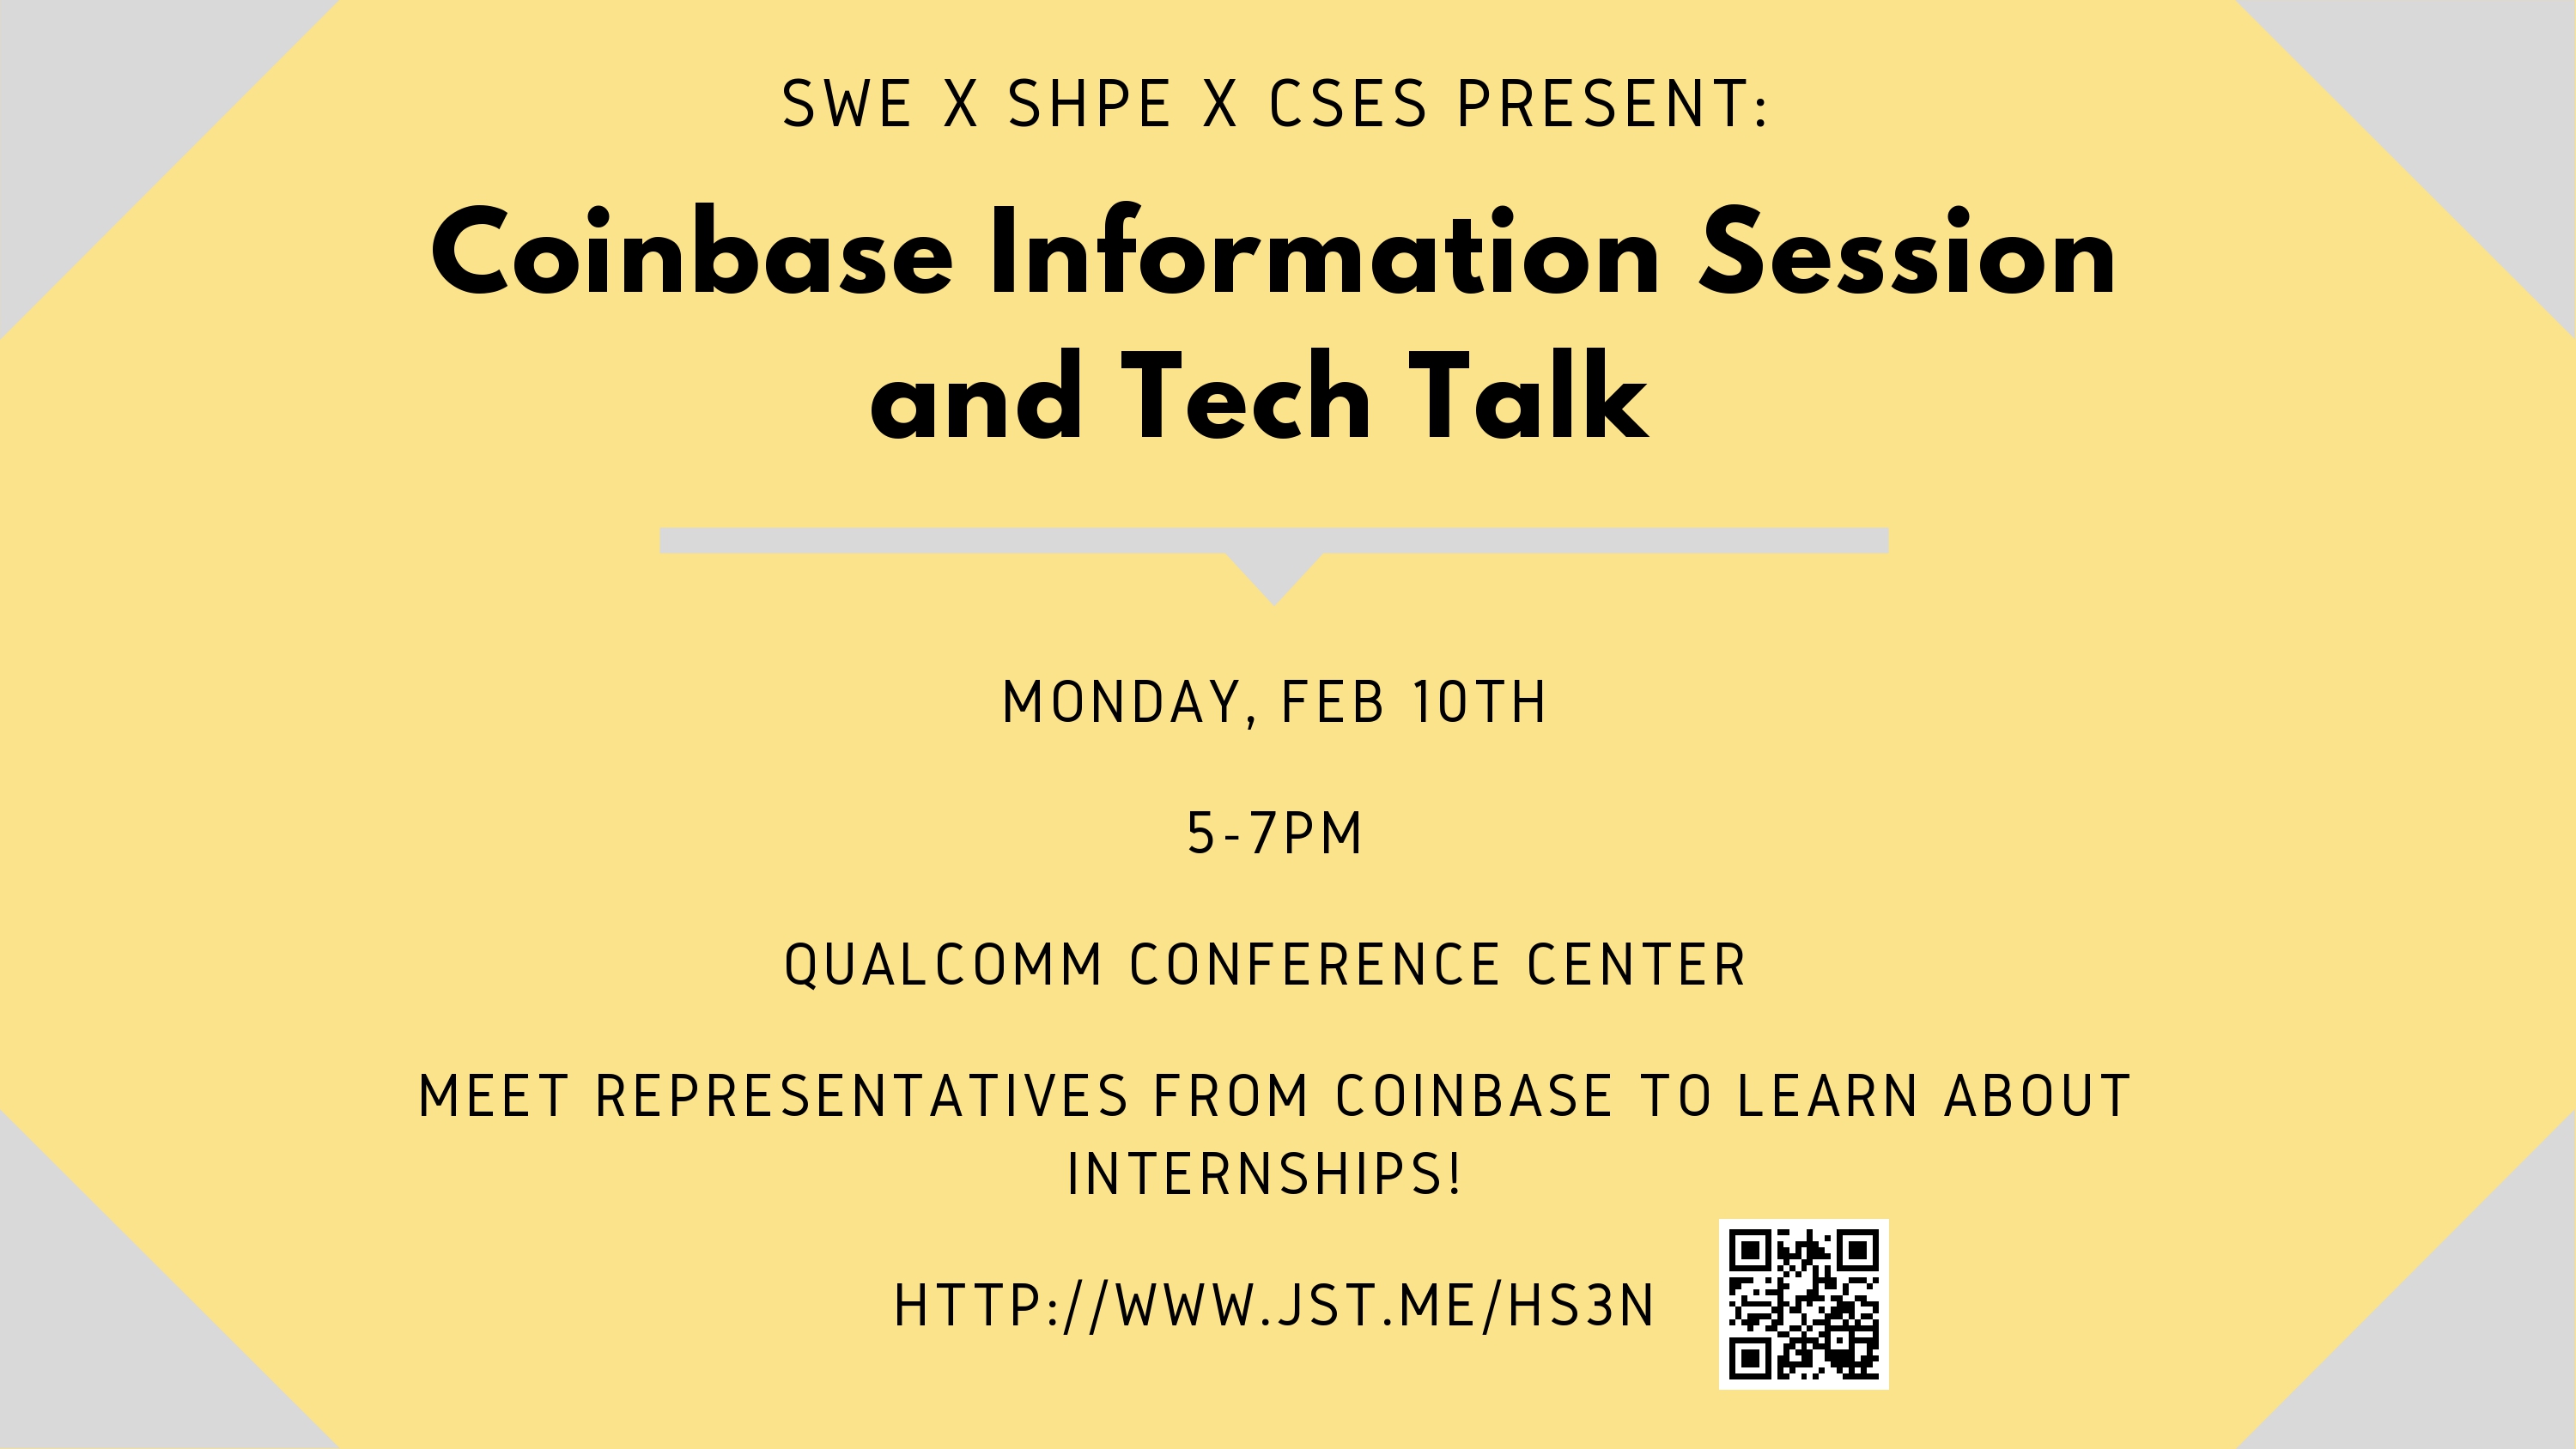 SWE X SHPE X CSES PRESENT:
Coinbase Information Session
and Tech Talk
MONDAY, FEB 10TH
5-7PM
QUALCOMM CONFERENCE CENTER
MEET REPRESENTATIVES FROM COINBASE TO LEARN ABOUT
INTERNSHIPS!
HTTP://WWW.JST.ME/HS3N